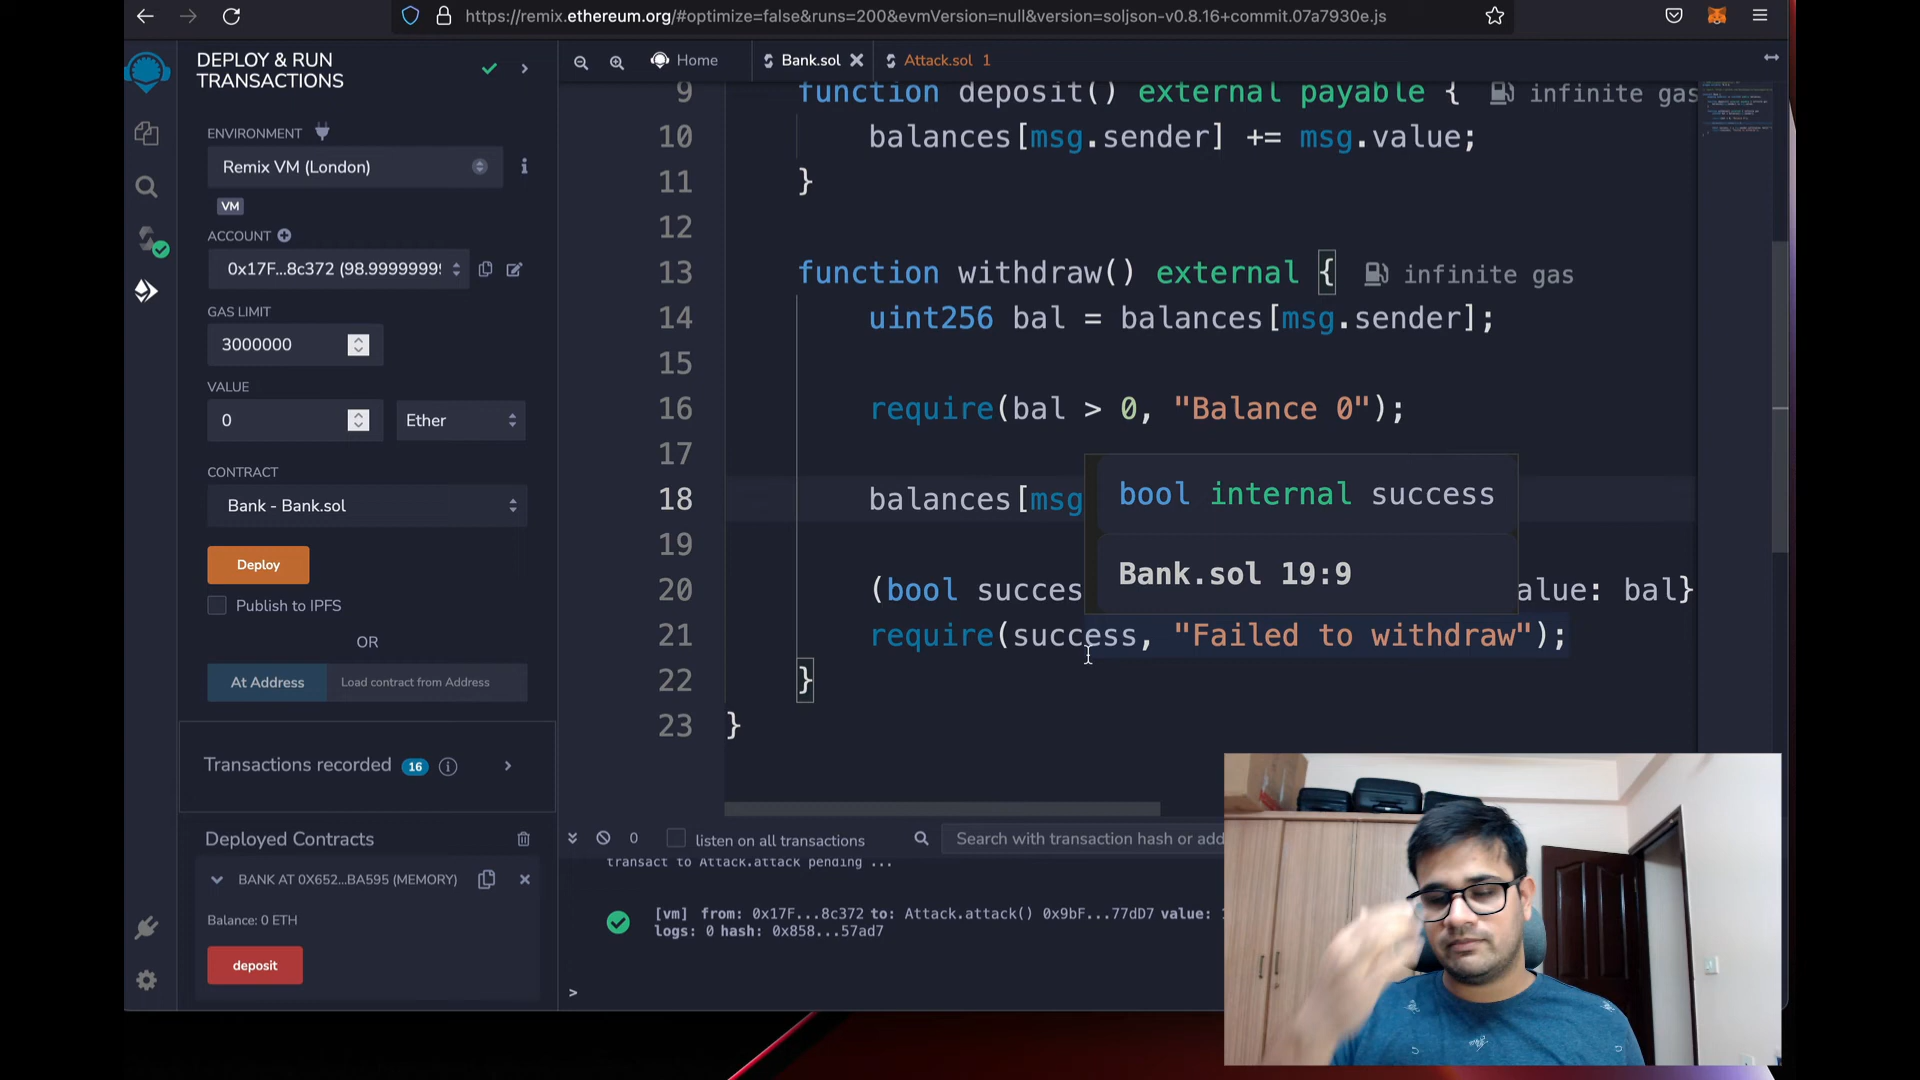 https://remix.ethereum.org/#optimize=false&runs=200&evmVersion=null&version=soljson-v0.8.16+commit.07a7930e.js
DEPLOY & RUN
TRANSACTIONS
ENVIRONMENT
Remix VM (London)
VM
ACCOUNT
0x17F...8c372 (98.9999999
GAS LIMIT
3000000
VALUE
0
Ether
CONTRACT
Bank - Bank.sol
Deploy
Publish to IPFS
OR
At Address
Load contract from Address
Transactions recorded 16
Deployed Contracts
BANK AT 0X652...BA595 (MEMORY)
Balance: 0 ETH
deposit
Home
Bank.sol
Attack.sol 1
9 function deposit() external payable { infinite gas
10 balances[msg.sender] += msg.value;
11 }
12
13 function withdraw() external { infinite gas
14 uint256 bal = balances[msg.sender];
15
16 require(bal > 0, "Balance 0");
17
18 balances[msg
bool internal success
Bank.sol 19:9
19
20 (bool succes alue: bal}
21 require(success, "Failed to withdraw");
22 }
23 }
0
listen on all transactions
Search with transaction hash or add
transact to Attack.attack pending ...
[vm] from: 0x17F...8c372 to: Attack.attack() 0x9bF...77dD7 value:
logs: 0 hash: 0x858...57ad7
>